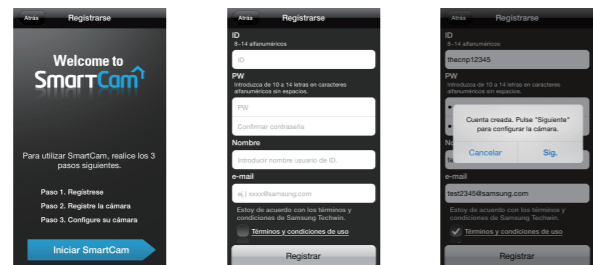 Atrás Registrarse
Welcome to
SmartCam
Para utilizar SmartCam, realice los 3
pasos siguientes.
Paso 1. Regístrese
Paso 2. Registre la cámara
Paso 3. Configure su cámara
Iniciar SmartCam
Atrás Registrarse
ID
8-14 alfanuméricos
ID
PW
Introduzca de 10 a 14 letras en caracteres
alfanuméricos sin espacios.
PW
Confirmar contraseña
Nombre
Introducir nombre usuario de ID.
e-mail
ej.) xxxx@samsung.com
Estoy de acuerdo con los términos y
condiciones de Samsung Techwin.
Términos y condiciones de uso
Registrar
Atrás Registrarse
ID
8-14 alfanuméricos
thecnp12345
PW
Introduzca de 10 a 14 letras en caracteres
alfanuméricos sin espacios.
Cuenta creada. Pulse "Siguiente"
para configurar la cámara.
Cancelar Sig.
e-mail
test2345@samsung.com
Estoy de acuerdo con los términos y
condiciones de Samsung Techwin.
Términos y condiciones de uso
Registrar